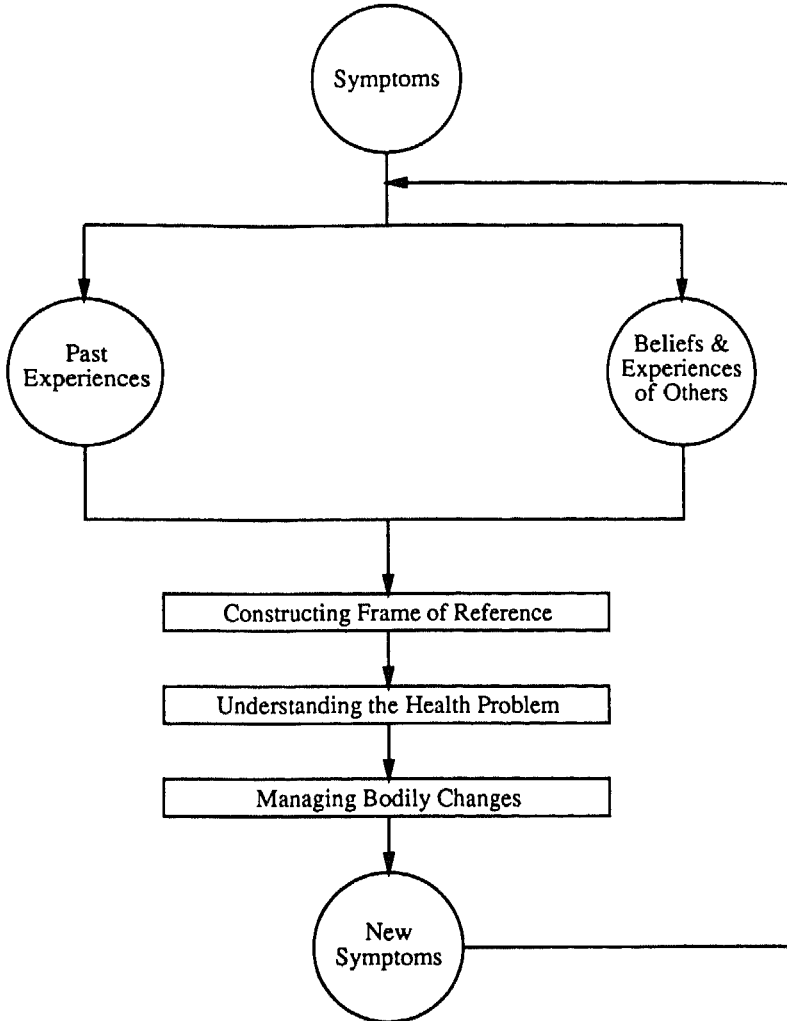 Symptoms
Past
Experiences
Beliefs &
Experiences
of Others
Constructing Frame of Reference
Understanding the Health Problem
Managing Bodily Changes
New
Symptoms